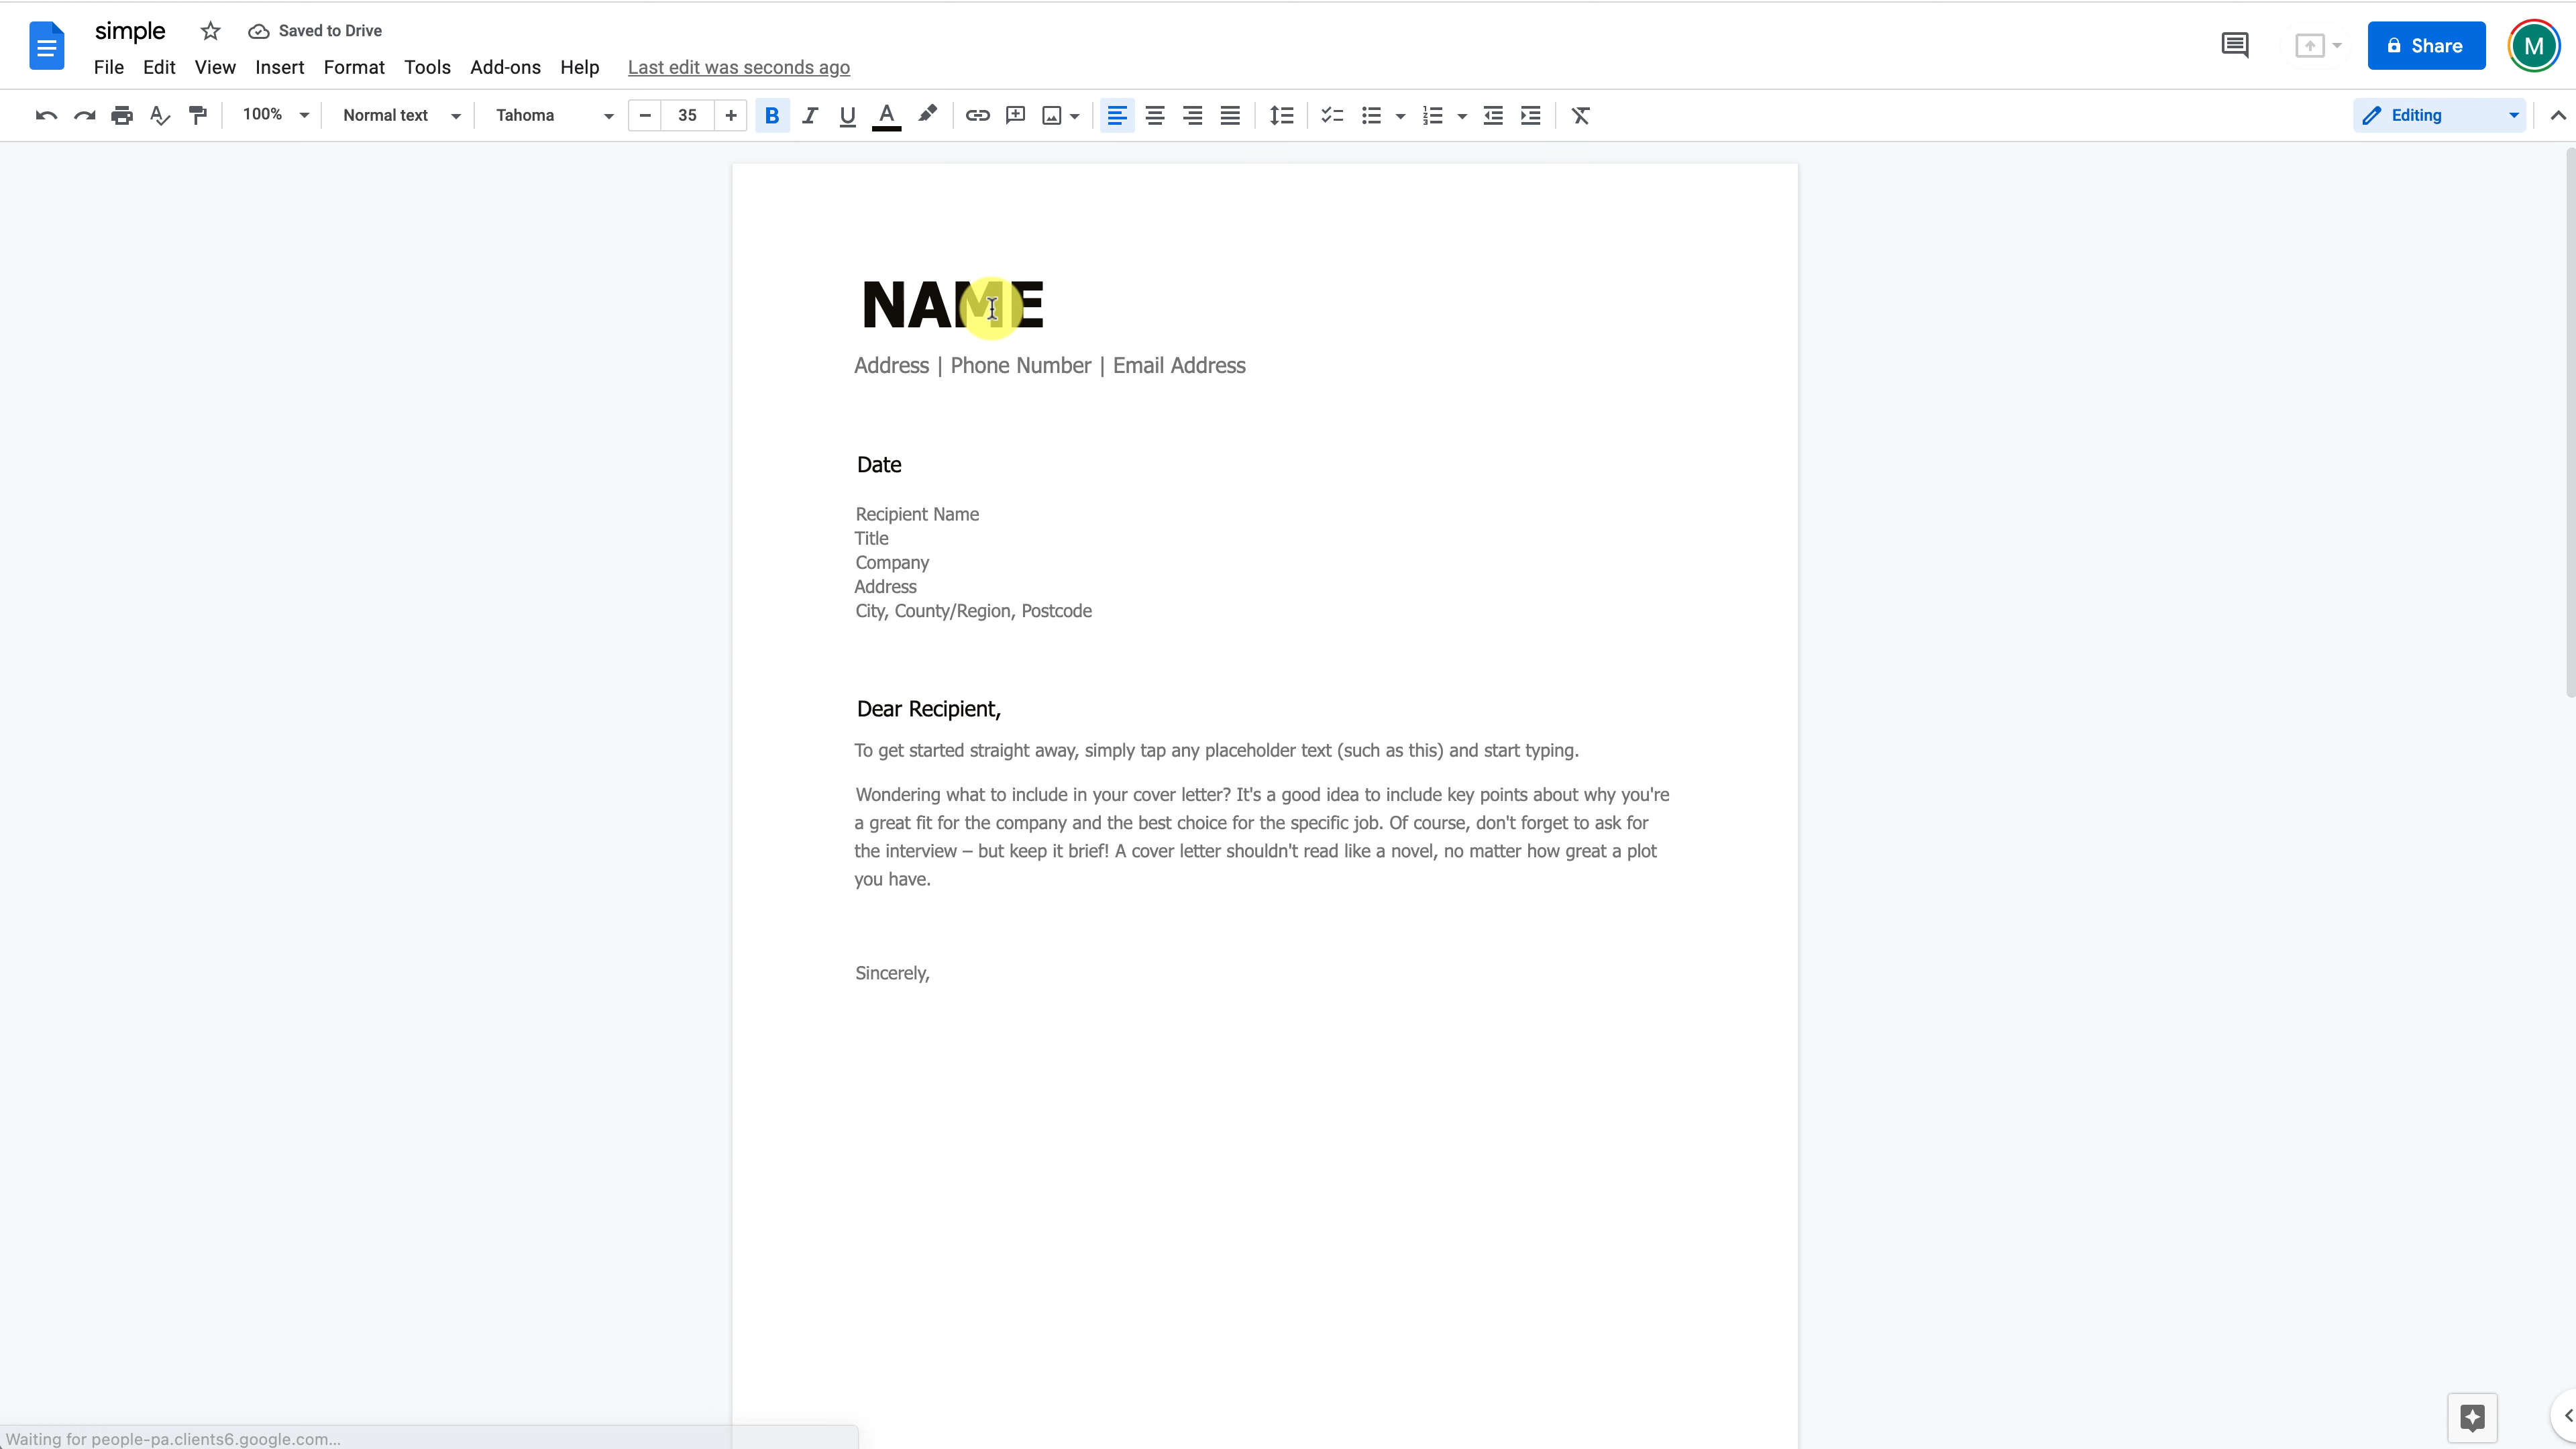 simple Saved to Drive
File Edit View Insert Format Tools Add-ons Help Last edit was seconds ago
Share M
100% Normal text Tahoma 35 B I U A Editing
NAME
Address | Phone Number | Email Address
Date
Recipient Name
Title
Company
Address
City, County/Region, Postcode
Dear Recipient,
To get started straight away, simply tap any placeholder text (such as this) and start typing.
Wondering what to include in your cover letter? It's a good idea to include key points about why you're
a great fit for the company and the best choice for the specific job. Of course, don't forget to ask for
the interview – but keep it brief! A cover letter shouldn't read like a novel, no matter how great a plot
you have.
Sincerely,
Waiting for people-pa.clients6.google.com...